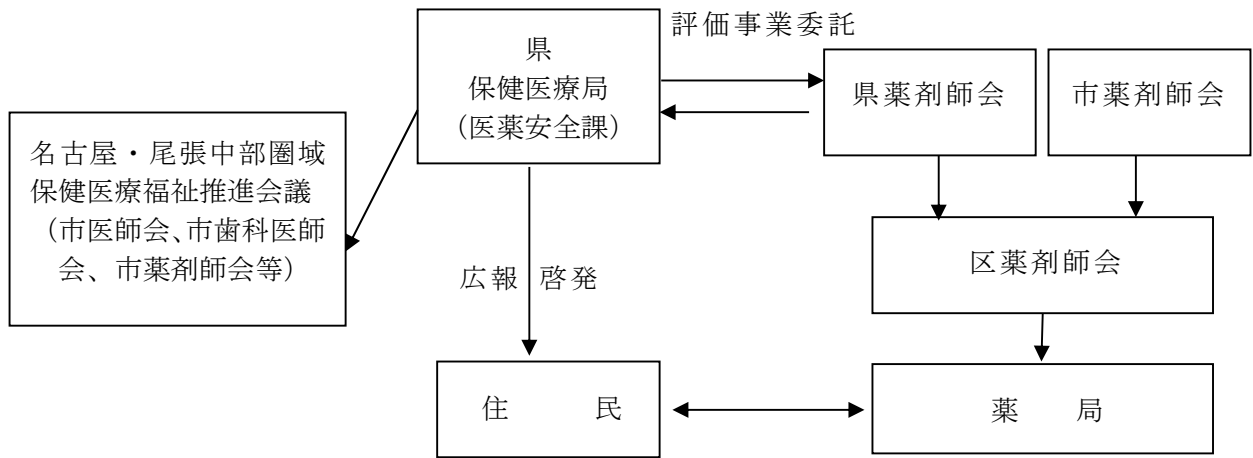 評価事業委託
県
保健医療局
（医薬安全課）
県薬剤師会
市薬剤師会
名古屋・尾張中部圏域
保健医療福祉推進会議
（市医師会、市歯科医師
会、市薬剤師会等）
区薬剤師会
広報 啓発
住　　民
薬　局